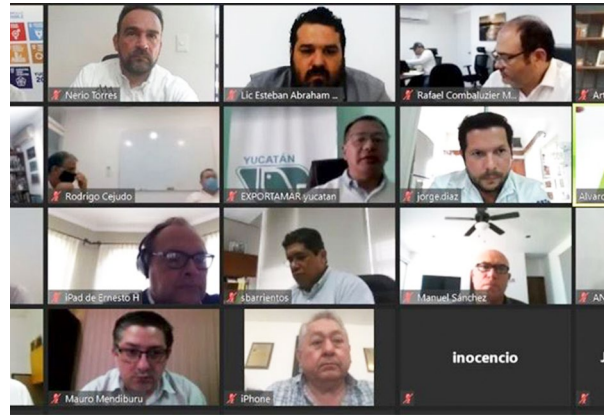 Nerio Torres
Lic Esteban Abraham ...
Rafael Combaluzier M...
Rodrigo Cejudo
YUCATÁN
EXPORTAMAR yucatan
jorge.diaz
iPad de Ernesto H
sbarrientos
Manuel Sánchez
Mauro Mendiburu
iPhone
inocencio